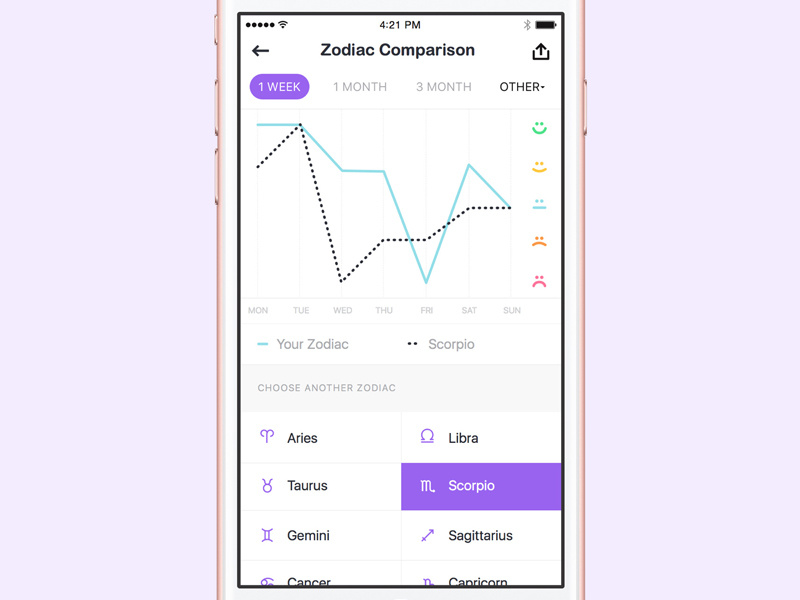 4:21 PM
Zodiac Comparison
1 WEEK 1 MONTH 3 MONTH OTHER
MON TUE WED THU FRI SAT SUN
Your Zodiac Scorpio
CHOOSE ANOTHER ZODIAC
Aries Libra
Taurus Scorpio
Gemini Sagittarius
Cancer Capricorn